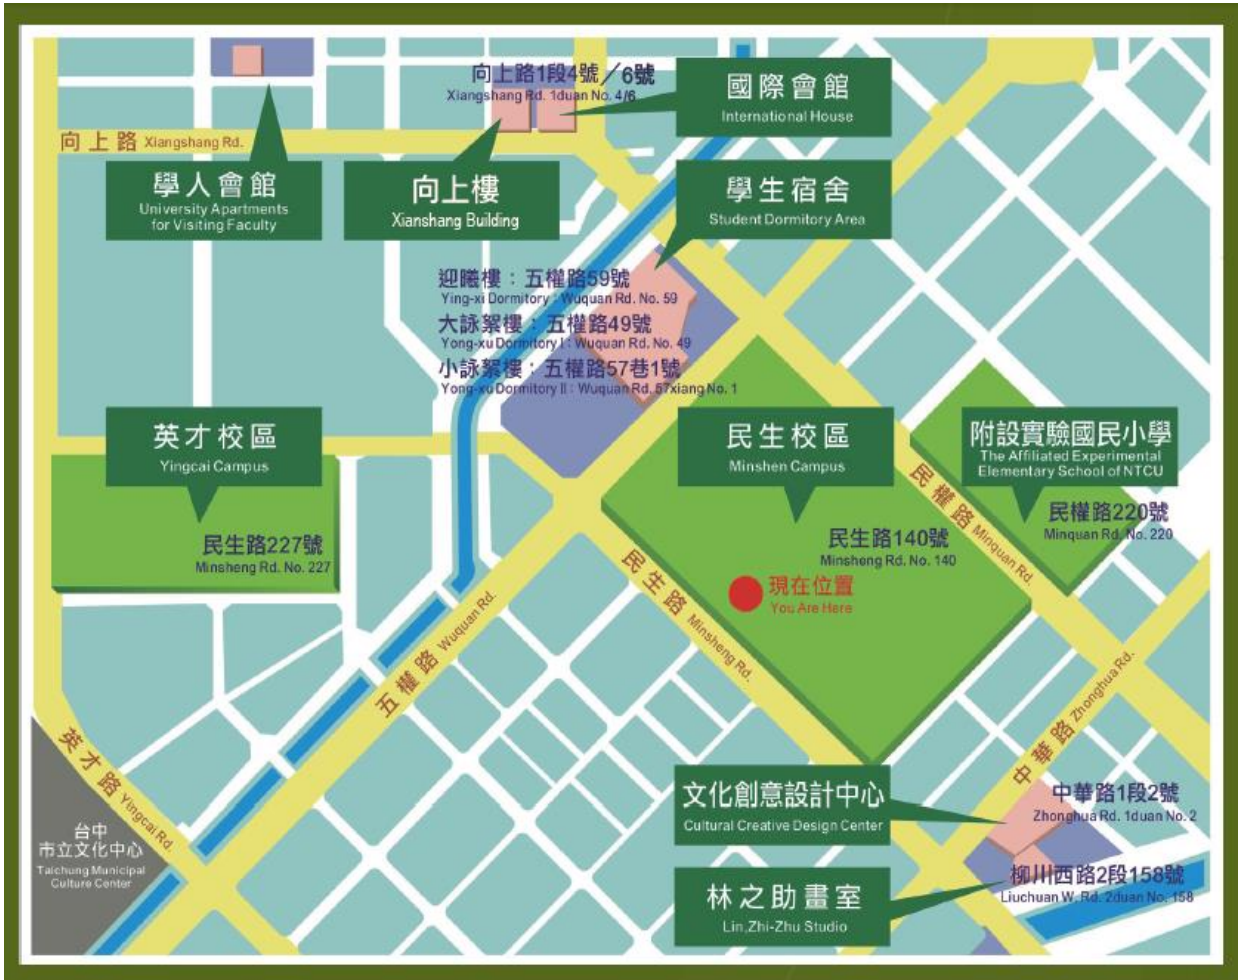 向上路1段4號／6號
Xiangshang Rd. 1duan No. 4/6
國際會館
International House
向上路 Xiangshang Rd.
學人會館
University Apartments
for Visiting Faculty
向上樓
Xianshang Building
學生宿舍
Student Dormitory Area
迎曦樓：五權路59號
Ying-xi Dormitory : Wuquan Rd. No. 59
大詠絮樓：五權路49號
Yong-xu Dormitory I : Wuquan Rd. No. 49
小詠絮樓：五權路57巷1號
Yong-xu Dormitory II : Wuquan Rd. 57xiang No. 1
英才校區
Yingcai Campus
民生路227號
Minsheng Rd. No. 227
民生校區
Minshen Campus
民生路140號
Minsheng Rd. No. 140
現在位置
You Are Here
附設實驗國民小學
The Affiliated Experimental
Elementary School of NTCU
民權路220號
Minquan Rd. No. 220
民權路 Minquan Rd.
民生路 Minsheng Rd.
五權路 Wuquan Rd.
中華路 Zhonghua Rd.
英才路 Yingcai Rd.
台中
市立文化中心
Taichung Municipal
Culture Center
文化創意設計中心
Cultural Creative Design Center
中華路1段2號
Zhonghua Rd. 1duan No. 2
林之助畫室
Lin,Zhi-Zhu Studio
柳川西路2段158號
Liuchuan W. Rd. 2duan No. 158